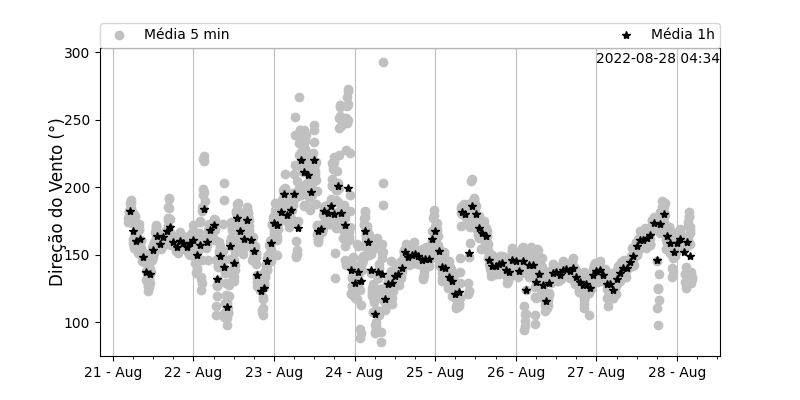 Média 5 min
Média 1h
2022-08-28 04:34
Direção do Vento (°)
300
250
200
150
100
21 - Aug
22 - Aug
23 - Aug
24 - Aug
25 - Aug
26 - Aug
27 - Aug
28 - Aug